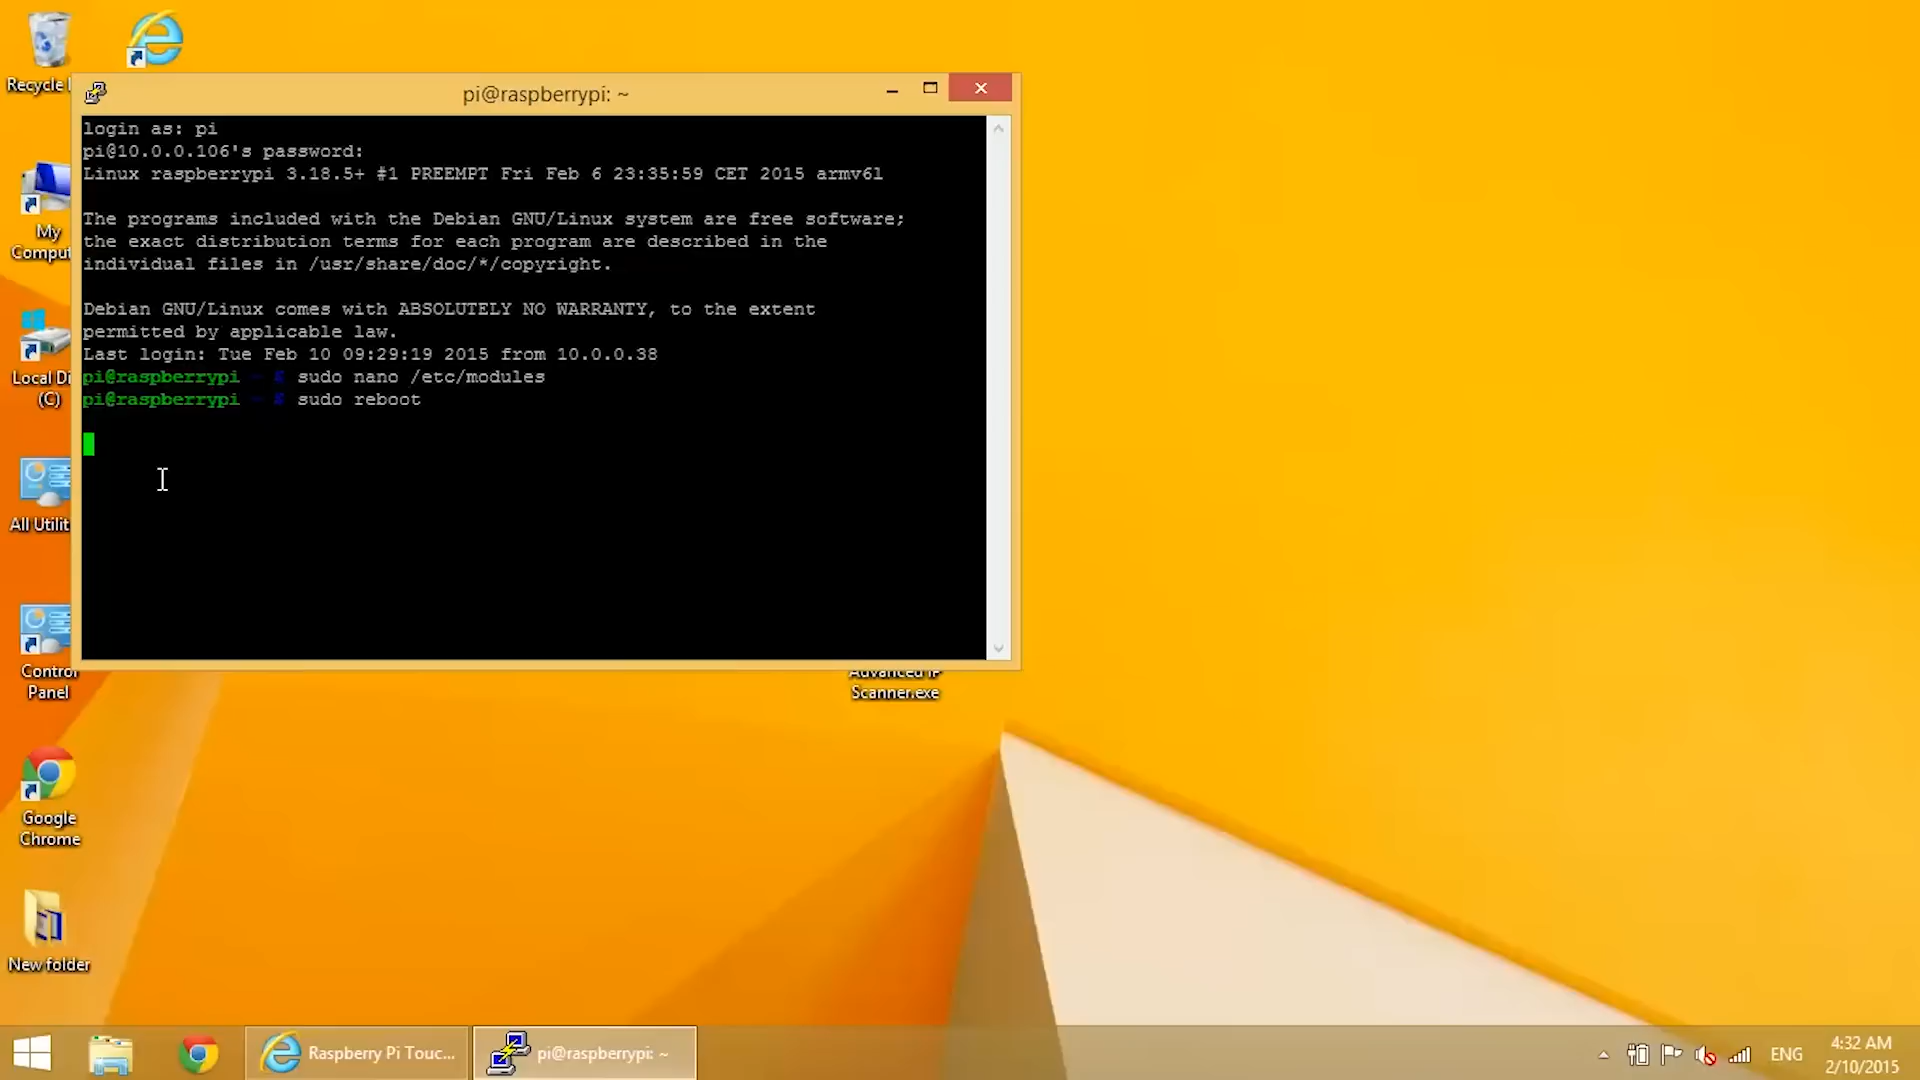 Recycle
pi@raspberrypi: ~
login as: pi
pi@10.0.0.106's password:
Linux raspberrypi 3.18.5+ #1 PREEMPT Fri Feb 6 23:35:59 CET 2015 armv6l
The programs included with the Debian GNU/Linux system are free software;
the exact distribution terms for each program are described in the
individual files in /usr/share/doc/*/copyright.
Debian GNU/Linux comes with ABSOLUTELY NO WARRANTY, to the extent
permitted by applicable law.
Last login: Tue Feb 10 09:29:19 2015 from 10.0.0.38
pi@raspberrypi ~ $ sudo nano /etc/modules
pi@raspberrypi ~ $ sudo reboot
My
Comput
Local Di
(C)
All Utilit
Control
Panel
Google
Chrome
New folder
Advanced IP
Scanner.exe
Raspberry Pi Touc...
pi@raspberrypi: ~
ENG
4:32 AM
2/10/2015